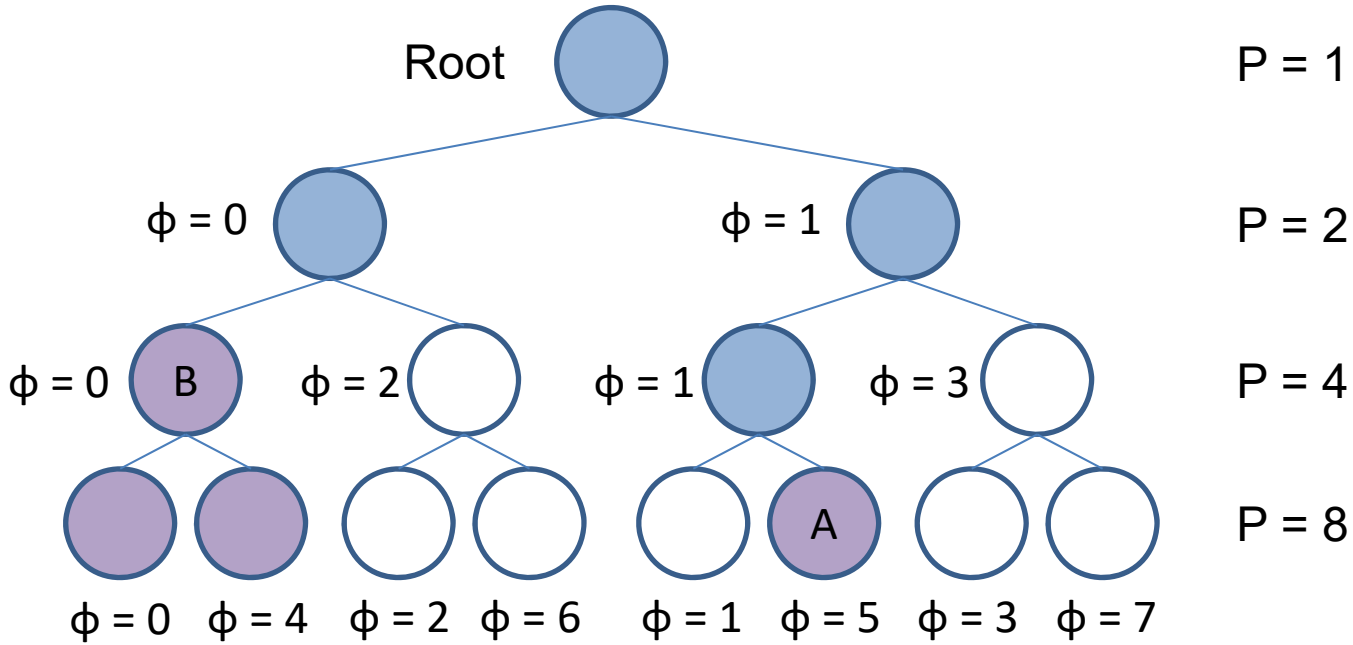 Root P = 1
ϕ = 0 ϕ = 1 P = 2
ϕ = 0 B ϕ = 2 ϕ = 1 ϕ = 3 P = 4
A P = 8
ϕ = 0 ϕ = 4 ϕ = 2 ϕ = 6 ϕ = 1 ϕ = 5 ϕ = 3 ϕ = 7